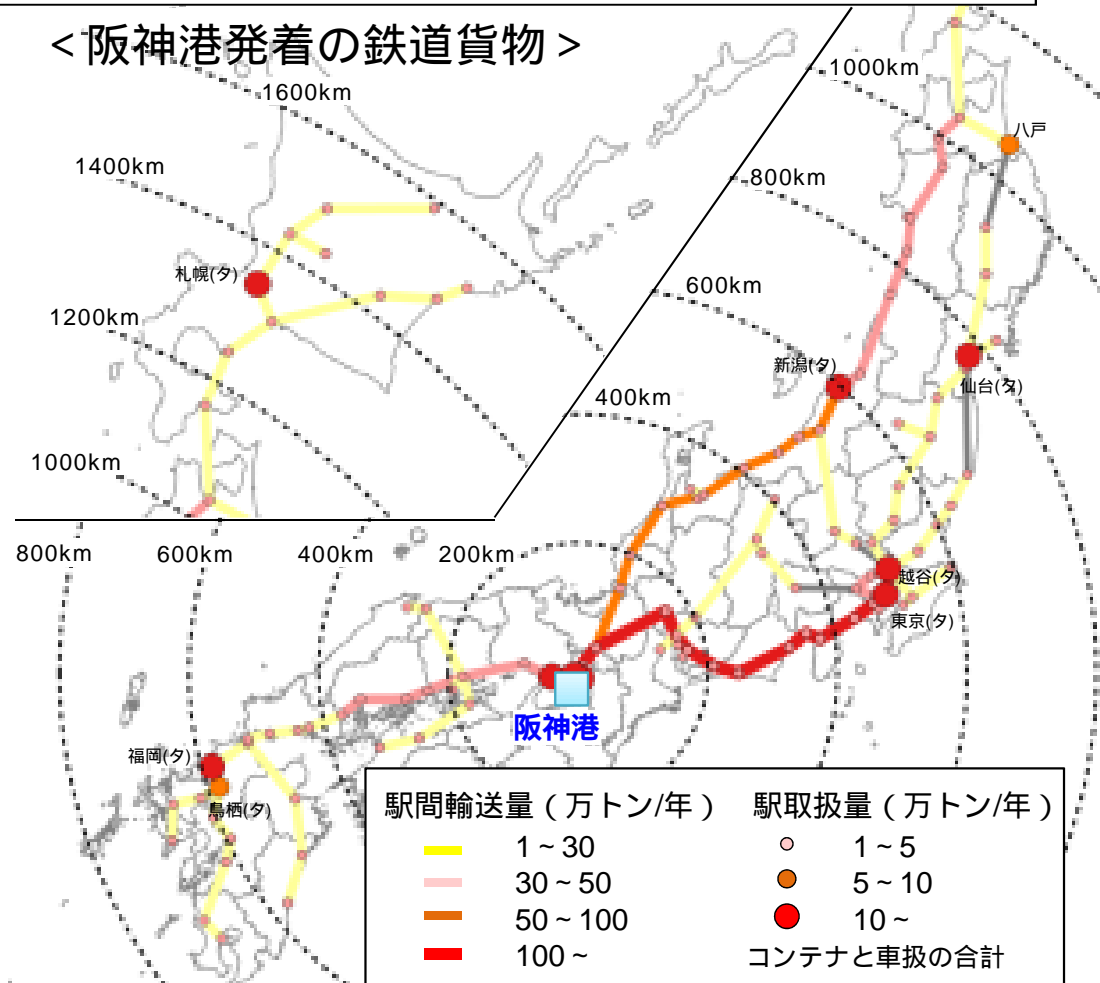 <阪神港発着の鉄道貨物>
1600km
1400km
1200km
1000km
札幌(タ)
1000km
800km
600km
400km
八戸
新潟(タ)
仙台(タ)
800km
600km
400km
200km
越谷(タ)
東京(タ)
阪神港
福岡(タ)
鳥栖(タ)
駅間輸送量(万トン/年)
1~30
30~50
50~100
100~
駅取扱量(万トン/年)
1~5
5~10
10~
コンテナと車扱の合計